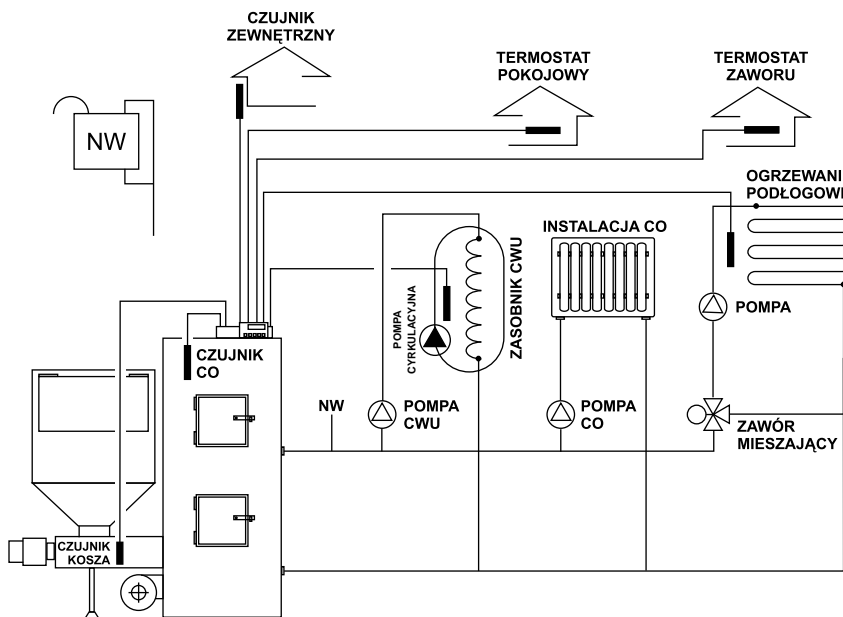 CZUJNIK
ZEWNĘTRZNY
TERMOSTAT
POKOJOWY
TERMOSTAT
ZAWORU
NW
OGRZEWANI
PODŁOGOWE
INSTALACJA CO
ZASOBNIK CWU
POMPA
CYRKULACYJNA
POMPA
CZUJNIK
CO
NW
POMPA
CWU
POMPA
CO
ZAWÓR
MIESZAJĄCY
CZUJNIK
KOSZA